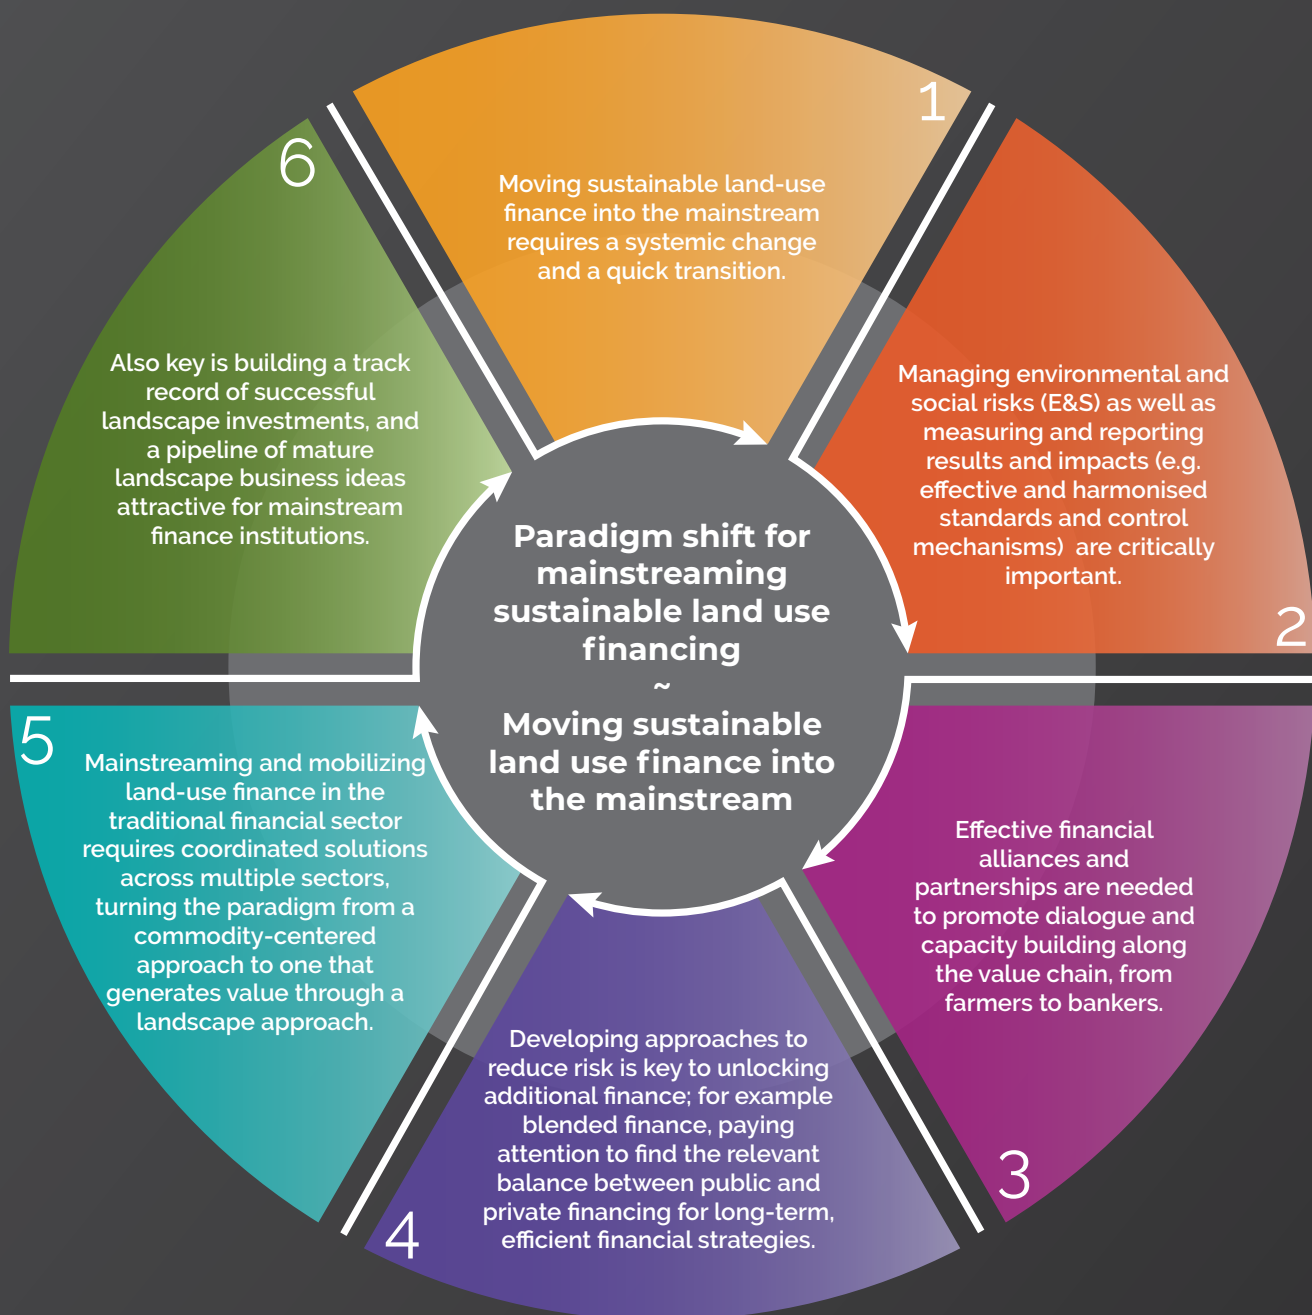 1
Moving sustainable land-use
finance into the mainstream
requires a systemic change
and a quick transition.
2
Managing environmental and
social risks (E&S) as well as
measuring and reporting
results and impacts (e.g.
effective and harmonised
standards and control
mechanisms)  are critically
important.
3
Effective financial
alliances and
partnerships are needed
to promote dialogue and
capacity building along
the value chain, from
farmers to bankers.
4
Developing approaches to
reduce risk is key to unlocking
additional finance; for example
blended finance, paying
attention to find the relevant
balance between public and
private financing for long-term,
efficient financial strategies.
5
Mainstreaming and mobilizing
land-use finance in the
traditional financial sector
requires coordinated solutions
across multiple sectors,
turning the paradigm from a
commodity-centered
approach to one that
generates value through a
landscape approach.
6
Also key is building a track
record of successful
landscape investments, and
a pipeline of mature
landscape business ideas
attractive for mainstream
finance institutions.
Paradigm shift for
mainstreaming
sustainable land use
financing
~
Moving sustainable
land use finance into
the mainstream